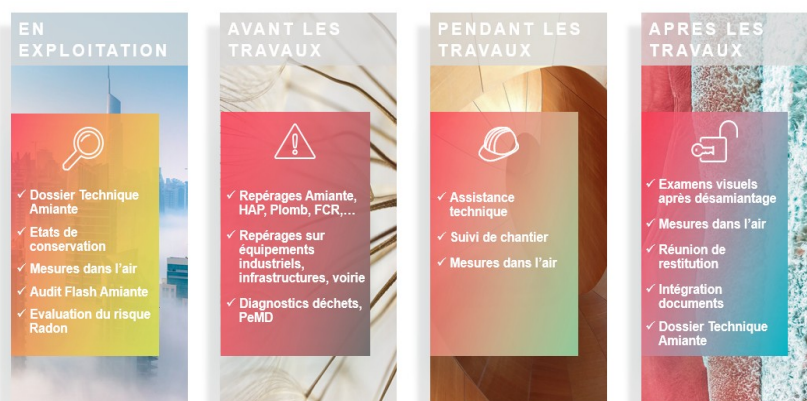 EN
EXPLOITATION
✓ Dossier Technique
Amiante
✓ Etats de
conservation
✓ Mesures dans l'air
✓ Audit Flash Amiante
✓ Evaluation du risque
Radon
AVANT LES
TRAVAUX
✓ Repérages Amiante,
HAP, Plomb, FCR,...
✓ Repérages sur
équipements
industriels,
infrastructures, voirie
✓ Diagnostics déchets,
PeMD
PENDANT LES
TRAVAUX
✓ Assistance
technique
✓ Suivi de chantier
✓ Mesures dans l'air
APRES LES
TRAVAUX
✓ Examens visuels
après désamiantage
✓ Mesures dans l'air
✓ Réunion de
restitution
✓ Intégration
documents
✓ Dossier Technique
Amiante